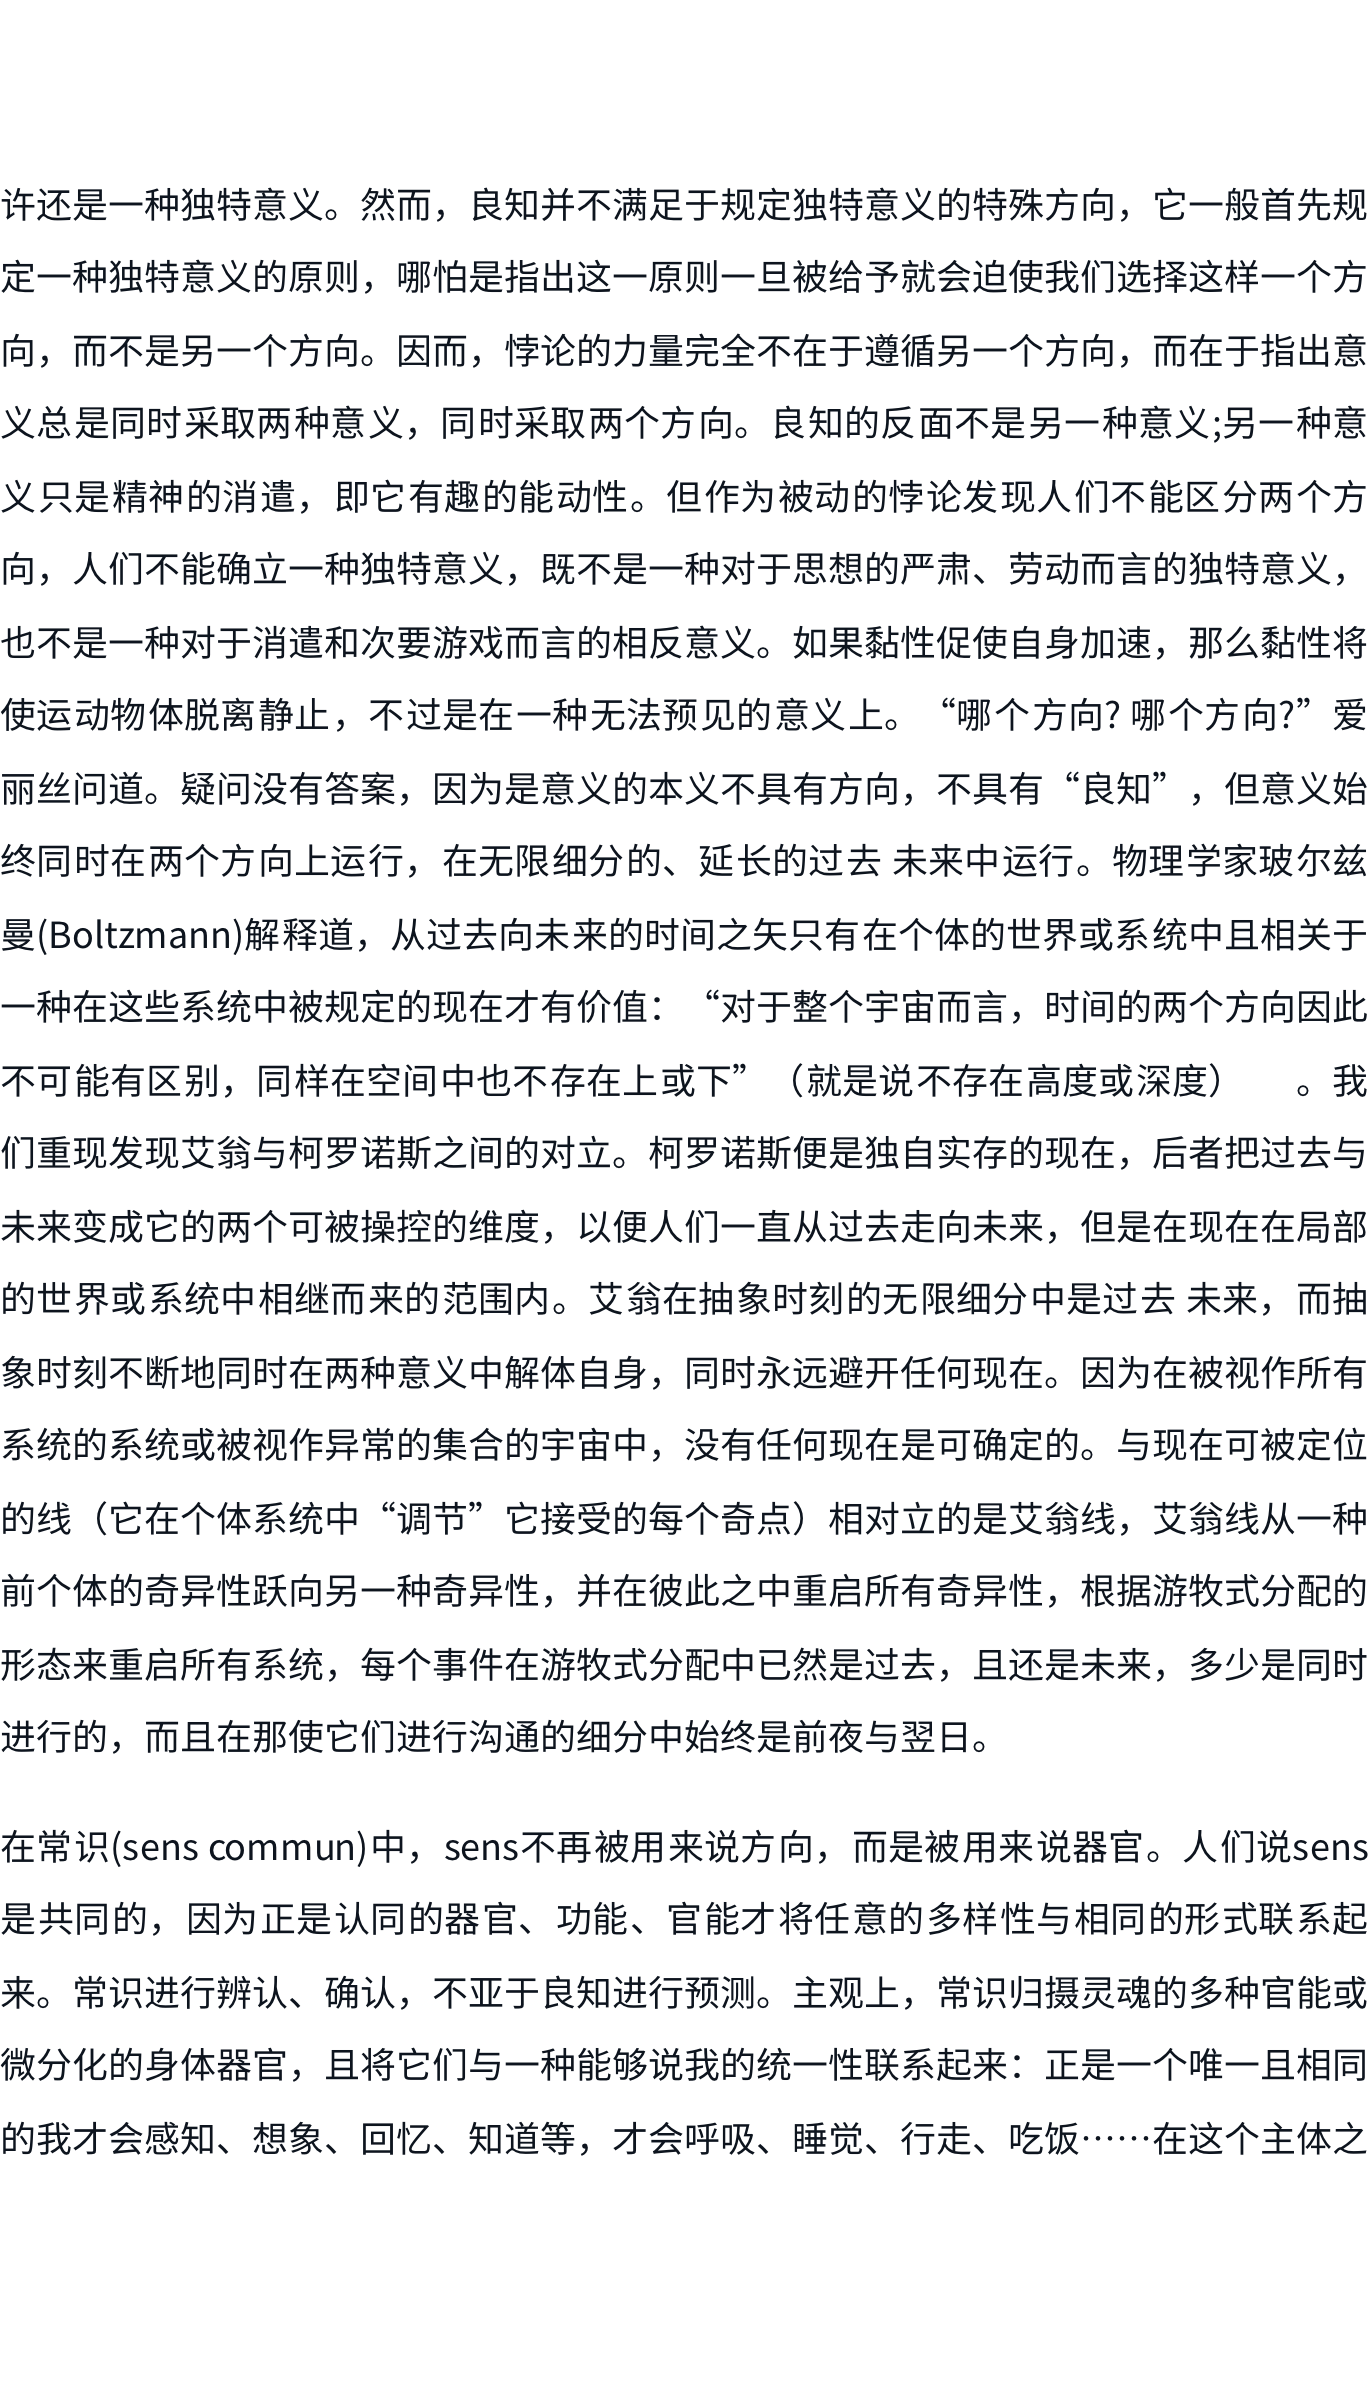 许还是一种独特意义。然而，良知并不满足于规定独特意义的特殊方向，它一般首先规
定一种独特意义的原则，哪怕是指出这一原则一旦被给予就会迫使我们选择这样一个方
向，而不是另一个方向。因而，悖论的力量完全不在于遵循另一个方向，而在于指出意
义总是同时采取两种意义，同时采取两个方向。良知的反面不是另一种意义;另一种意
义只是精神的消遣，即它有趣的能动性。但作为被动的悖论发现人们不能区分两个方
向，人们不能确立一种独特意义，既不是一种对于思想的严肃、劳动而言的独特意义，
也不是一种对于消遣和次要游戏而言的相反意义。如果黏性促使自身加速，那么黏性将
使运动物体脱离静止，不过是在一种无法预见的意义上。“哪个方向? 哪个方向?”爱
丽丝问道。疑问没有答案，因为是意义的本义不具有方向，不具有“良知”，但意义始
终同时在两个方向上运行，在无限细分的、延长的过去 未来中运行。物理学家玻尔兹
曼(Boltzmann)解释道，从过去向未来的时间之矢只有在个体的世界或系统中且相关于
一种在这些系统中被规定的现在才有价值：“对于整个宇宙而言，时间的两个方向因此
不可能有区别，同样在空间中也不存在上或下”（就是说不存在高度或深度）　。我
们重现发现艾翁与柯罗诺斯之间的对立。柯罗诺斯便是独自实存的现在，后者把过去与
未来变成它的两个可被操控的维度，以便人们一直从过去走向未来，但是在现在在局部
的世界或系统中相继而来的范围内。艾翁在抽象时刻的无限细分中是过去 未来，而抽
象时刻不断地同时在两种意义中解体自身，同时永远避开任何现在。因为在被视作所有
系统的系统或被视作异常的集合的宇宙中，没有任何现在是可确定的。与现在可被定位
的线（它在个体系统中“调节”它接受的每个奇点）相对立的是艾翁线，艾翁线从一种
前个体的奇异性跃向另一种奇异性，并在彼此之中重启所有奇异性，根据游牧式分配的
形态来重启所有系统，每个事件在游牧式分配中已然是过去，且还是未来，多少是同时
进行的，而且在那使它们进行沟通的细分中始终是前夜与翌日。
在常识(sens commun)中，sens不再被用来说方向，而是被用来说器官。人们说sens
是共同的，因为正是认同的器官、功能、官能才将任意的多样性与相同的形式联系起
来。常识进行辨认、确认，不亚于良知进行预测。主观上，常识归摄灵魂的多种官能或
微分化的身体器官，且将它们与一种能够说我的统一性联系起来：正是一个唯一且相同
的我才会感知、想象、回忆、知道等，才会呼吸、睡觉、行走、吃饭……在这个主体之